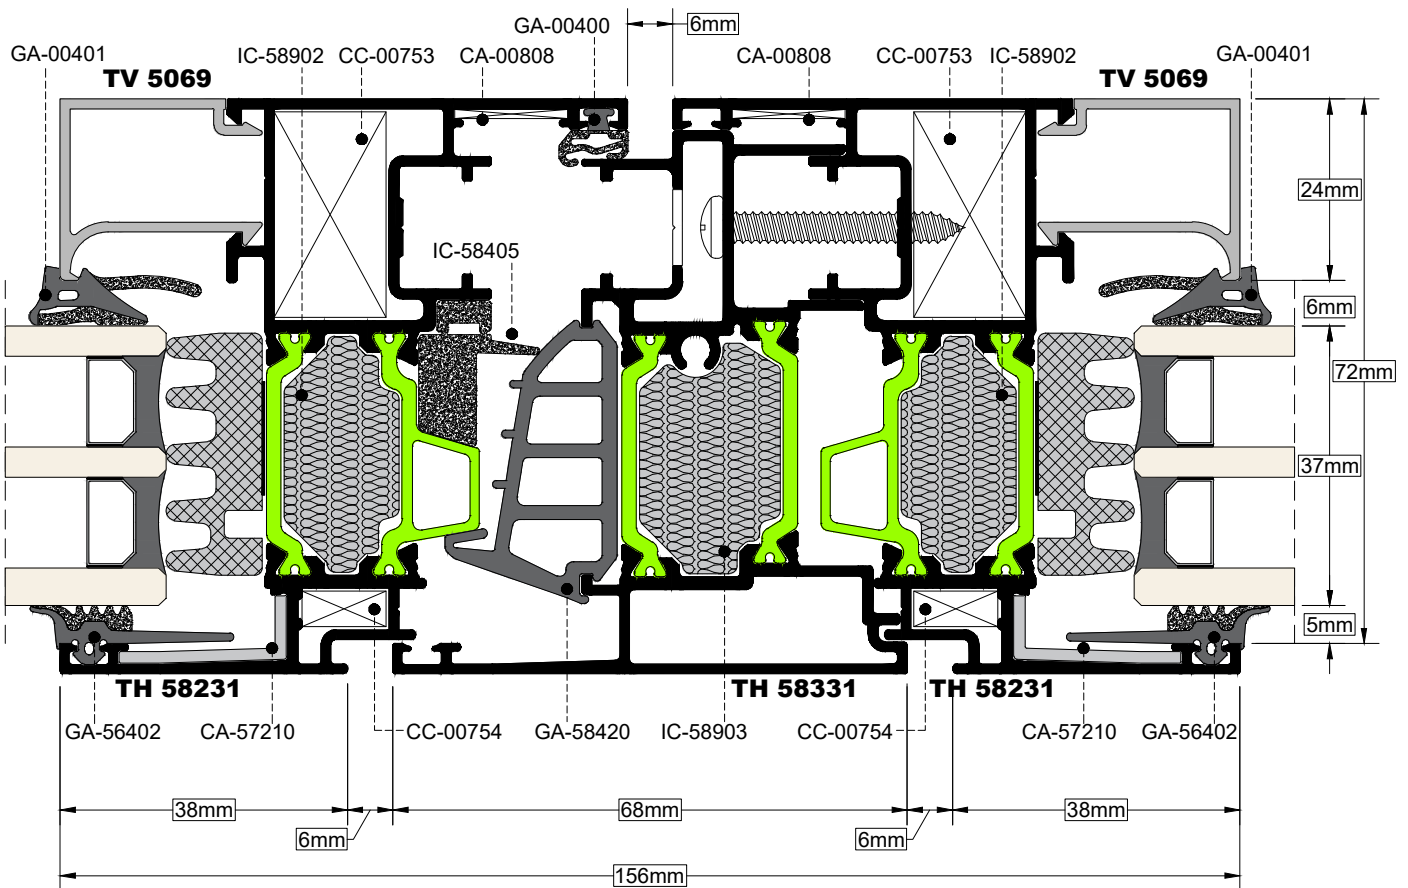 GA-00400
6mm
GA-00401
IC-58902
CC-00753
CA-00808
CA-00808
CC-00753
IC-58902
GA-00401
TV 5069
TV 5069
24mm
IC-58405
6mm
72mm
37mm
5mm
TH 58231
TH 58331
TH 58231
GA-56402
CA-57210
CC-00754
GA-58420
IC-58903
CC-00754
CA-57210
GA-56402
38mm
68mm
38mm
6mm
6mm
156mm